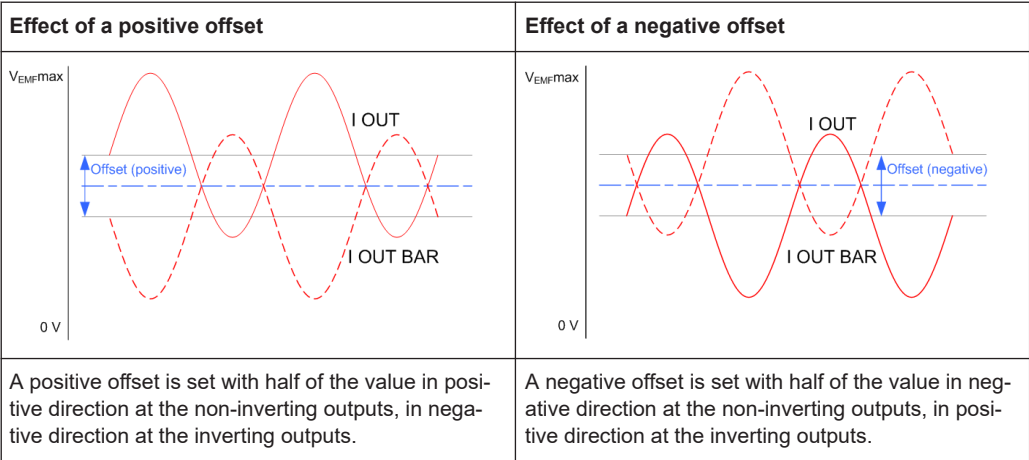 Effect of a positive offset
Effect of a negative offset
VEMFmax
I OUT
Offset (positive)
I OUT BAR
0 V
VEMFmax
I OUT
Offset (negative)
I OUT BAR
0 V
A positive offset is set with half of the value in posi-
tive direction at the non-inverting outputs, in nega-
tive direction at the inverting outputs.
A negative offset is set with half of the value in neg-
ative direction at the non-inverting outputs, in posi-
tive direction at the inverting outputs.